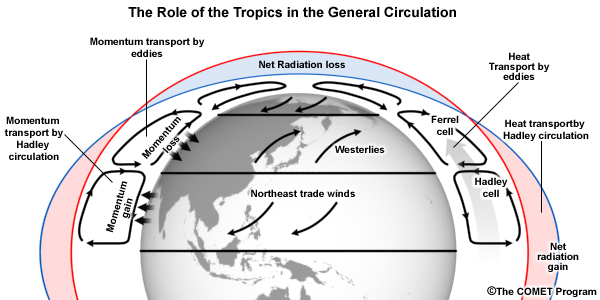 The Role of the Tropics in the General Circulation
Momentum transport by
eddies
Net Radiation loss
Heat
Transport by
eddies
Momentum
transport by
Hadley
circulation
Momentum
loss
Westerlies
Ferrel
cell
Heat transportby
Hadley circulation
Momentum
gain
Northeast trade winds
Hadley
cell
Net
radiation
gain
©The COMET Program